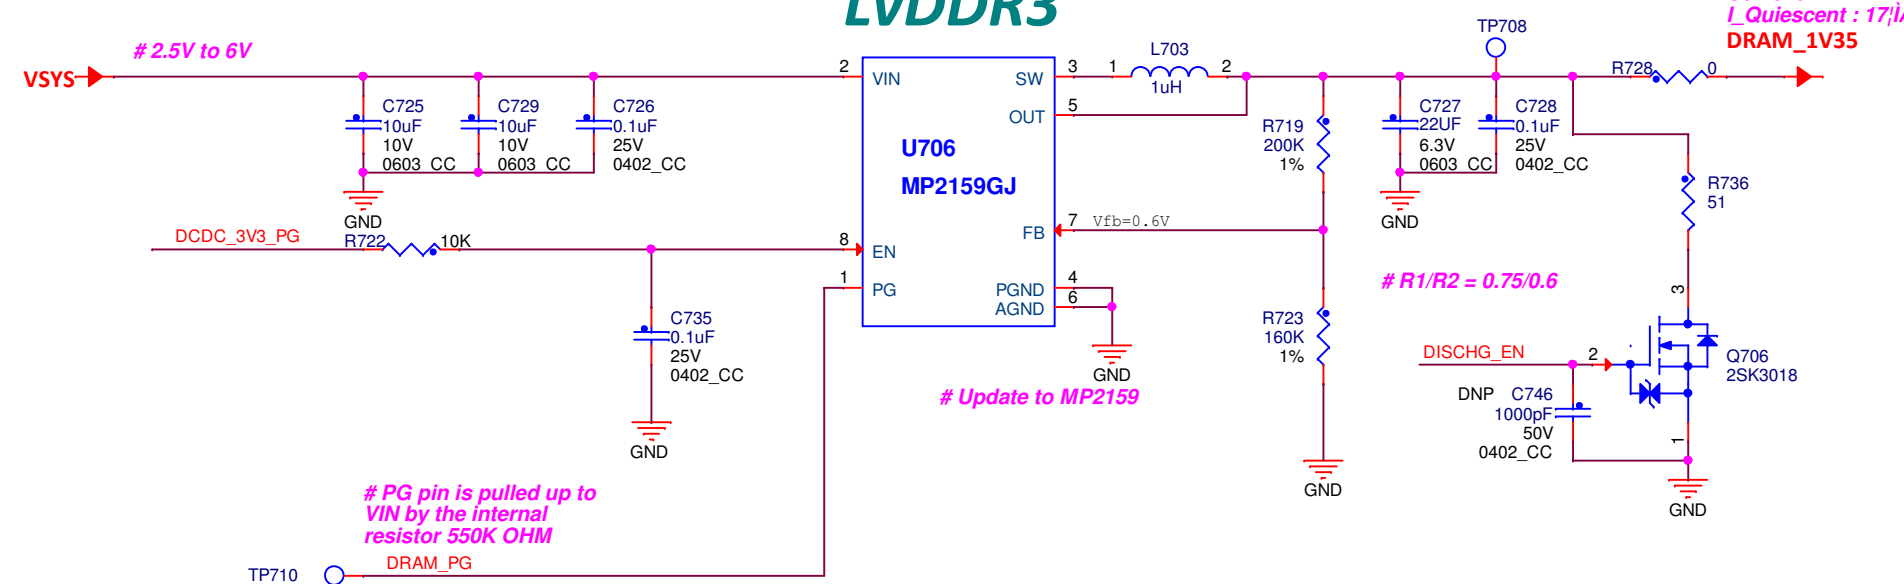 LVDDR3
I_Quiescent : 17¦ÌA
DRAM_1V35
# 2.5V to 6V
VSYS
TP708
L703
1 2
1uH
R728 0
2 VIN
SW 3
OUT 5
C725
10uF
10V
0603_CC
C729
10uF
10V
0603_CC
C726
0.1uF
25V
0402_CC
GND
U706
MP2159GJ
R719
200K
1%
C727
22UF
6.3V
0603_CC
C728
0.1uF
25V
0402_CC
GND
R736
51
DCDC_3V3_PG
R722 10K
8 EN
1 PG
FB 7
Vfb=0.6V
PGND 4
AGND 6
GND
# R1/R2 = 0.75/0.6
C735
0.1uF
25V
0402_CC
GND
R723
160K
1%
GND
# Update to MP2159
DISCHG_EN
2
3
1
Q706
2SK3018
DNP C746
1000pF
50V
0402_CC
GND
# PG pin is pulled up to
VIN by the internal
resistor 550K OHM
DRAM_PG
TP710